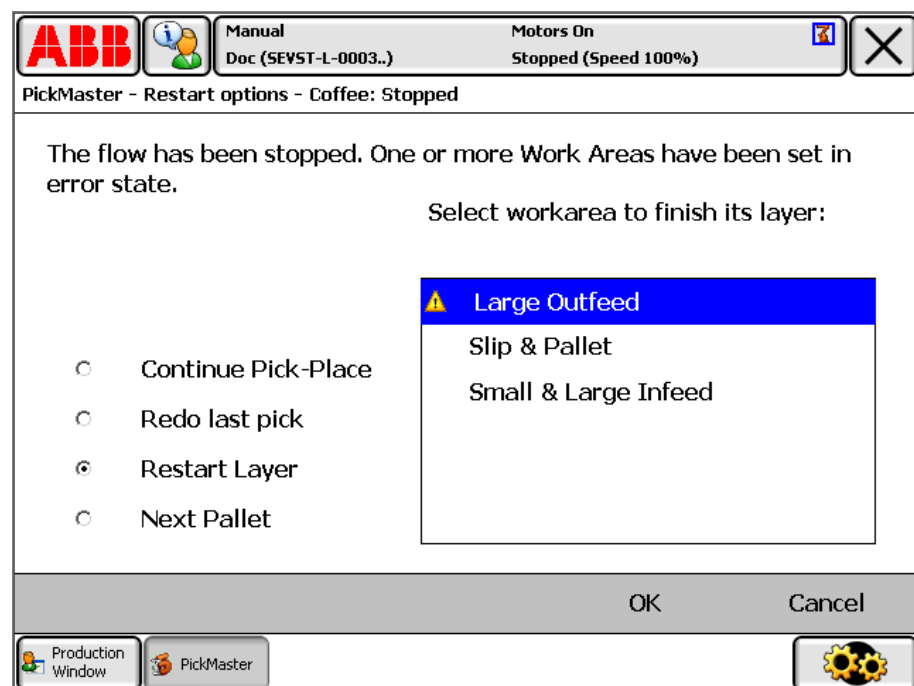 ABB
Manual
Motors On
Doc (SEVST-L-0003..)
Stopped (Speed 100%)
PickMaster - Restart options - Coffee: Stopped
The flow has been stopped. One or more Work Areas have been set in
error state.
Select workarea to finish its layer:
Large Outfeed
Slip & Pallet
Small & Large Infeed
Continue Pick-Place
Redo last pick
Restart Layer
Next Pallet
OK
Cancel
Production
Window
PickMaster